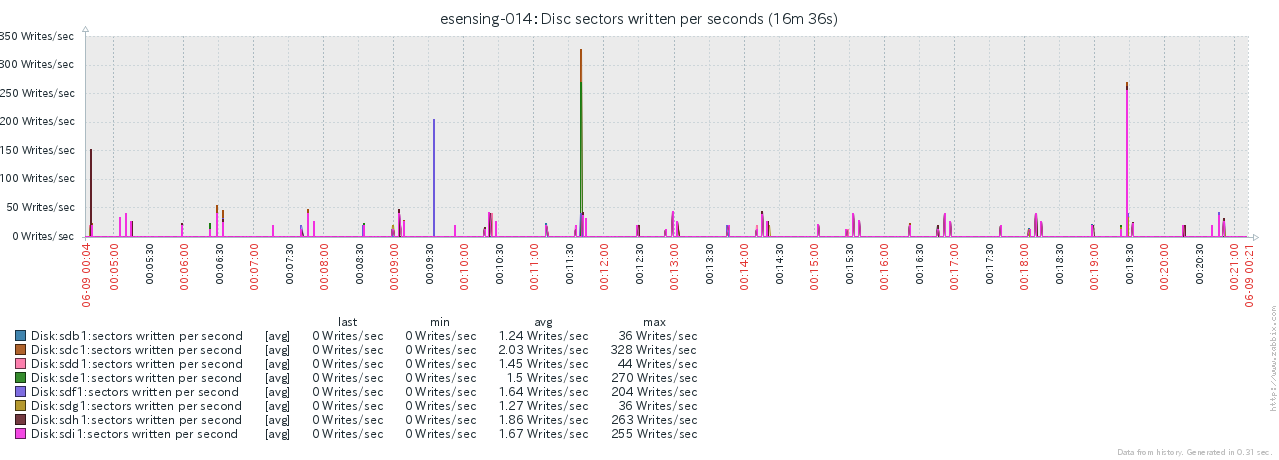 esensing-014: Disc sectors written per seconds (16m 36s)
350 Writes/sec
300 Writes/sec
250 Writes/sec
200 Writes/sec
150 Writes/sec
100 Writes/sec
50 Writes/sec
0 Writes/sec
06-09 00:04
00:05:00
00:05:30
00:06:00
00:06:30
00:07:00
00:07:30
00:08:00
00:08:30
00:09:00
00:09:30
00:10:00
00:10:30
00:11:00
00:11:30
00:12:00
00:12:30
00:13:00
00:13:30
00:14:00
00:14:30
00:15:00
00:15:30
00:16:00
00:16:30
00:17:00
00:17:30
00:18:00
00:18:30
00:19:00
00:19:30
00:20:00
00:20:30
00:21:00
06-09 00:21
last min avg max
Disk:sdb1:sectors written per second [avg] 0 Writes/sec 0 Writes/sec 1.24 Writes/sec 36 Writes/sec
Disk:sdc1:sectors written per second [avg] 0 Writes/sec 0 Writes/sec 2.03 Writes/sec 328 Writes/sec
Disk:sdd1:sectors written per second [avg] 0 Writes/sec 0 Writes/sec 1.45 Writes/sec 44 Writes/sec
Disk:sde1:sectors written per second [avg] 0 Writes/sec 0 Writes/sec 1.5 Writes/sec 270 Writes/sec
Disk:sdf1:sectors written per second [avg] 0 Writes/sec 0 Writes/sec 1.64 Writes/sec 204 Writes/sec
Disk:sdg1:sectors written per second [avg] 0 Writes/sec 0 Writes/sec 1.27 Writes/sec 36 Writes/sec
Disk:sdh1:sectors written per second [avg] 0 Writes/sec 0 Writes/sec 1.86 Writes/sec 263 Writes/sec
Disk:sdi1:sectors written per second [avg] 0 Writes/sec 0 Writes/sec 1.67 Writes/sec 255 Writes/sec
http://www.zabbix.com
Data from history. Generated in 0.31 sec.